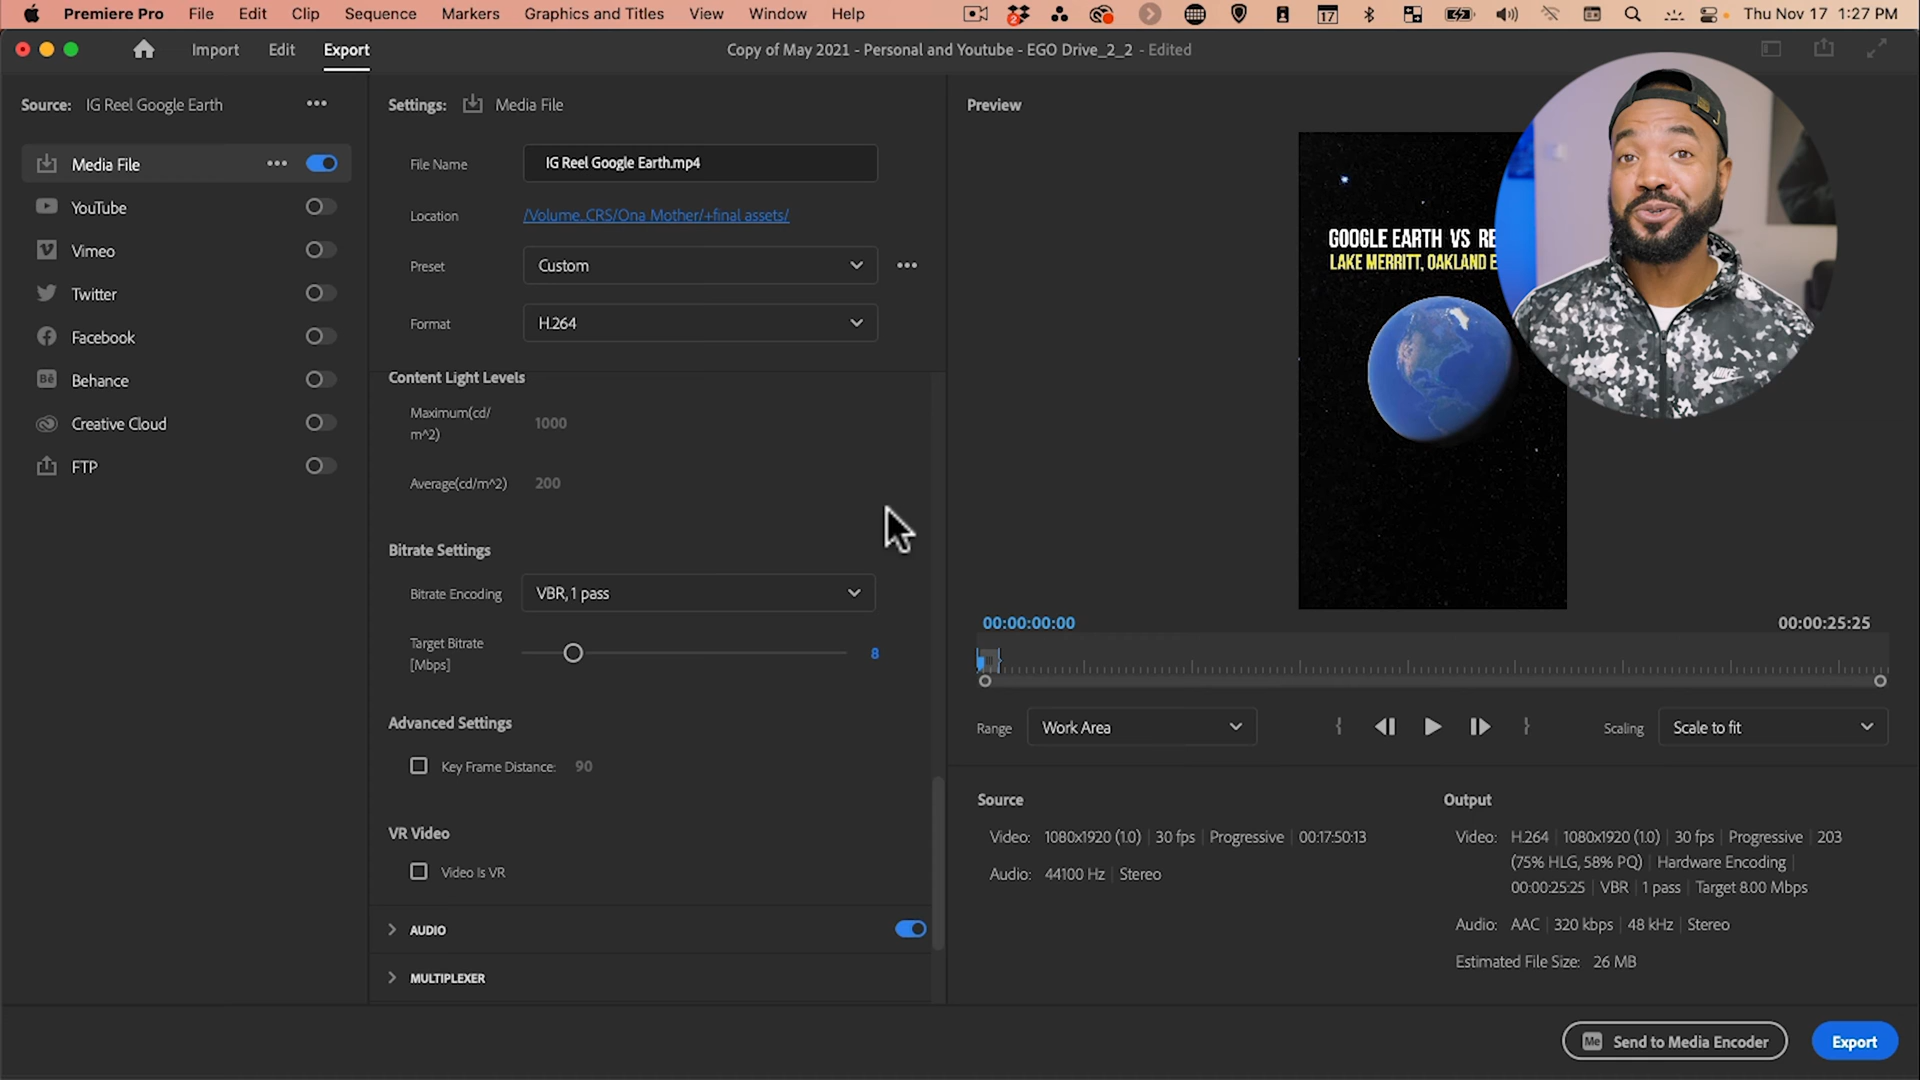 Premiere Pro File Edit Clip Sequence Markers Graphics and Titles View Window Help
2
17
Thu Nov 17 1:27 PM
Import Edit Export
Copy of May 2021 - Personal and Youtube - EGO Drive_2_2 - Edited
Source: IG Reel Google Earth
Media File
YouTube
Vimeo
Twitter
Facebook
Bē Behance
Creative Cloud
FTP
Settings: Media File
File Name IG Reel Google Earth.mp4
Location /Volume..CRS/Ona Mother/+final assets/
Preset Custom
Format H.264
Content Light Levels
Maximum(cd/
m^2) 1000
Average(cd/m^2) 200
Bitrate Settings
Bitrate Encoding VBR, 1 pass
Target Bitrate
[Mbps] 8
Advanced Settings
Key Frame Distance: 90
VR Video
Video Is VR
AUDIO
MULTIPLEXER
Preview
GOOGLE EARTH VS RE
LAKE MERRITT, OAKLAND E
00:00:00:00 00:00:25:25
Range Work Area
Scaling Scale to fit
Source
Video: 1080x1920 (1.0) | 30 fps | Progressive | 00:17:50:13
Audio: 44100 Hz | Stereo
Output
Video: H.264 | 1080x1920 (1.0) | 30 fps | Progressive | 203
(75% HLG, 58% PQ) | Hardware Encoding |
00:00:25:25 | VBR | 1 pass | Target 8.00 Mbps
Audio: AAC | 320 kbps | 48 kHz | Stereo
Estimated File Size: 26 MB
Me Send to Media Encoder
Export